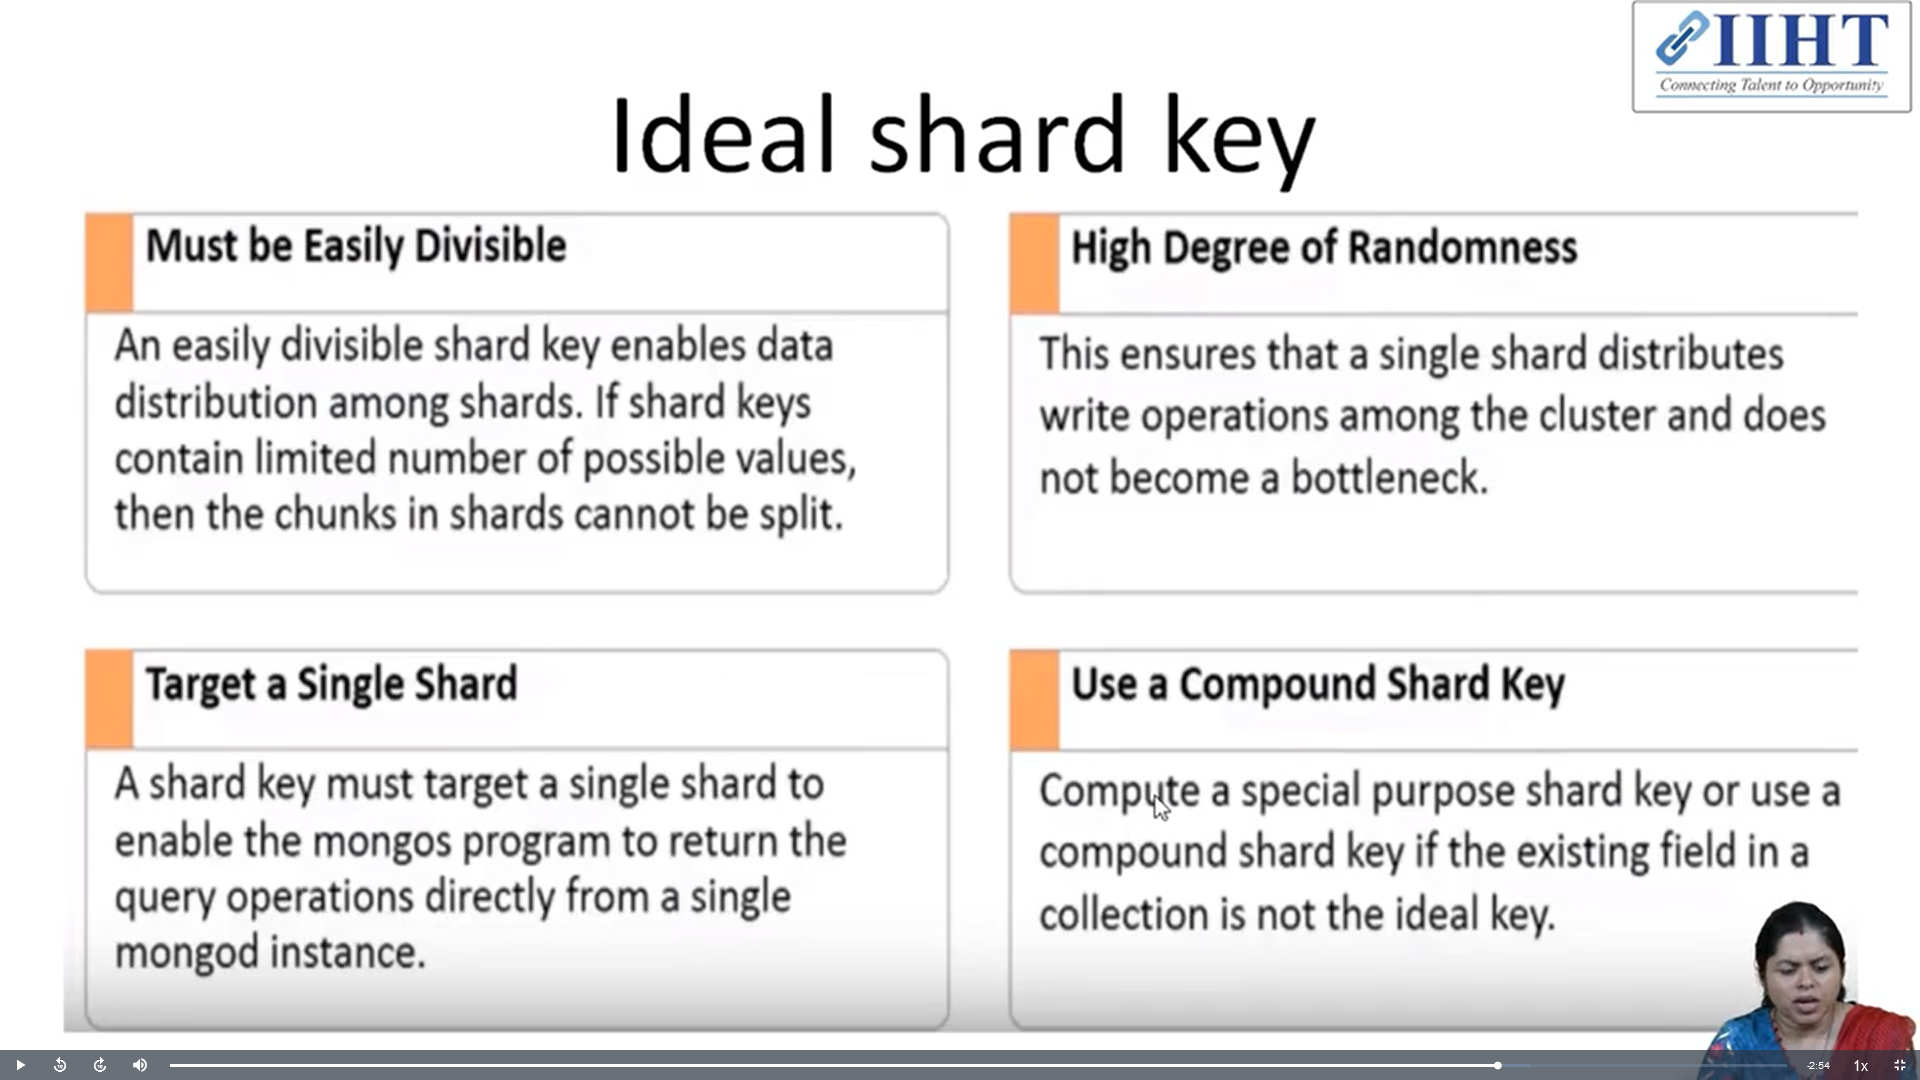 IIHT
Connecting Talent to Opportunity
Ideal shard key
Must be Easily Divisible
An easily divisible shard key enables data
distribution among shards. If shard keys
contain limited number of possible values,
then the chunks in shards cannot be split.
High Degree of Randomness
This ensures that a single shard distributes
write operations among the cluster and does
not become a bottleneck.
Target a Single Shard
A shard key must target a single shard to
enable the mongos program to return the
query operations directly from a single
mongod instance.
Use a Compound Shard Key
Compute a special purpose shard key or use a
compound shard key if the existing field in a
collection is not the ideal key.
-2:54
1x